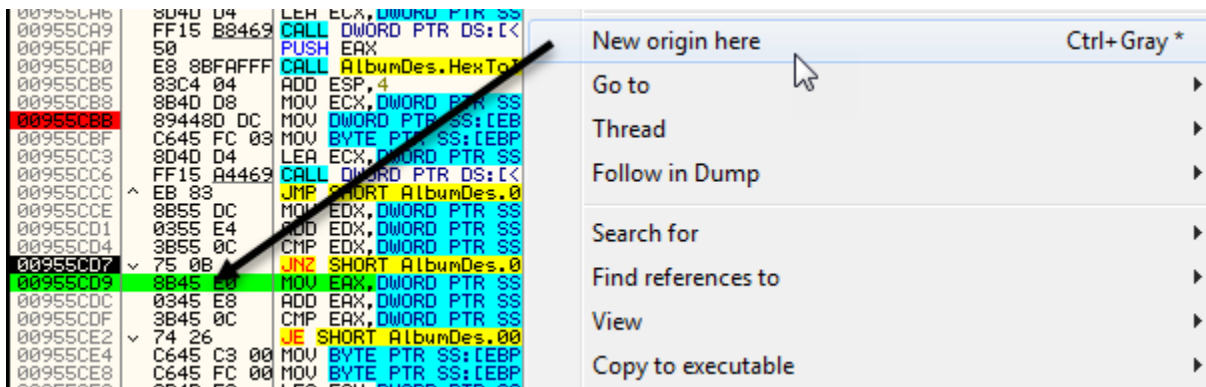 00955CA6 8D4D D4 LEA ECX,DWORD PTR SS
00955CA9 FF15 B8469 CALL DWORD PTR DS:[<
00955CAF 50 PUSH EAX
00955CB0 E8 8BFAFFF CALL AlbumDes.HexToI
00955CB5 83C4 04 ADD ESP,4
00955CB8 8B4D D8 MOV ECX,DWORD PTR SS
00955CBB 89448D DC MOV DWORD PTR SS:[EB
00955CBF C645 FC 03 MOV BYTE PTR SS:[EBP
00955CC3 8D4D D4 LEA ECX,DWORD PTR SS
00955CC6 FF15 A4469 CALL DWORD PTR DS:[<
00955CCC ^ EB 83 JMP SHORT AlbumDes.0
00955CCE 8B55 DC MOV EDX,DWORD PTR SS
00955CD1 0355 E4 ADD EDX,DWORD PTR SS
00955CD4 3B55 0C CMP EDX,DWORD PTR SS
00955CD7 v 75 0B JNZ SHORT AlbumDes.0
00955CD9 8B45 E0 MOV EAX,DWORD PTR SS
00955CDC 0345 E8 ADD EAX,DWORD PTR SS
00955CDF 3B45 0C CMP EAX,DWORD PTR SS
00955CE2 v 74 26 JE SHORT AlbumDes.00
00955CE4 C645 C3 00 MOV BYTE PTR SS:[EBP
00955CE8 C645 FC 00 MOV BYTE PTR SS:[EBP
New origin here Ctrl+Gray *
Go to
Thread
Follow in Dump
Search for
Find references to
View
Copy to executable